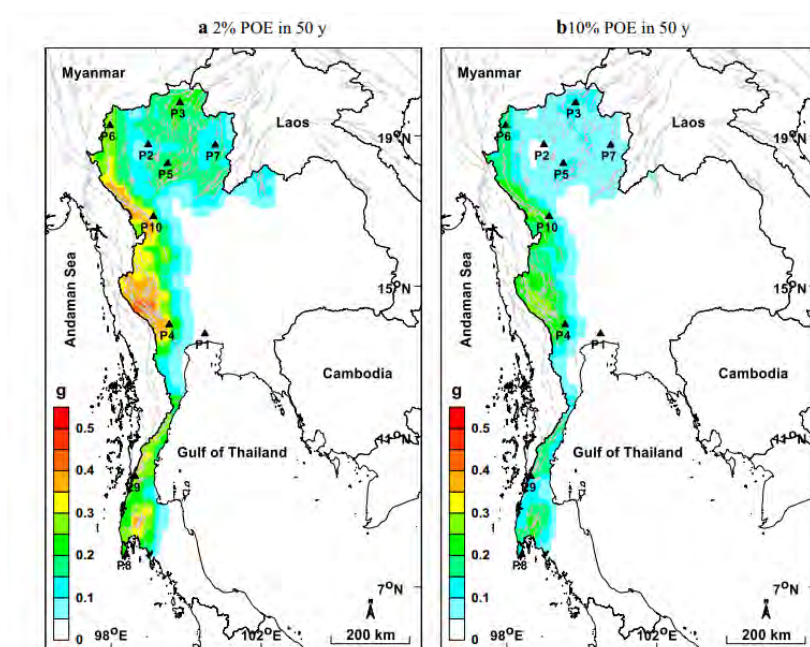 a 2% POE in 50 y
Myanmar
P3
P6
Laos
19°N
P2
P7
P5
P10
Andaman Sea
15°N
P4
P1
Cambodia
g
0.5
0.4
0.3
0.2
0.1
0
11°N
Gulf of Thailand
P9
P8
7°N
98°E
102°E
200 km
b10% POE in 50 y
Myanmar
P3
P6
Laos
19°N
P2
P7
P5
P10
Andaman Sea
15°N
P4
P1
Cambodia
g
0.5
0.4
0.3
0.2
0.1
0
11°N
Gulf of Thailand
P9
P8
7°N
98°E
102°E
200 km